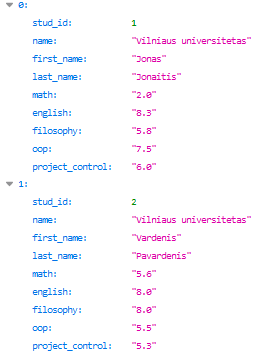 0:
stud_id: 1
name: "Vilniaus universitetas"
first_name: "Jonas"
last_name: "Jonaitis"
math: "2.0"
english: "8.3"
filosophy: "5.8"
oop: "7.5"
project_control: "6.0"
1:
stud_id: 2
name: "Vilniaus universitetas"
first_name: "Vardenis"
last_name: "Pavardenis"
math: "5.6"
english: "8.0"
filosophy: "8.0"
oop: "5.5"
project_control: "5.3"